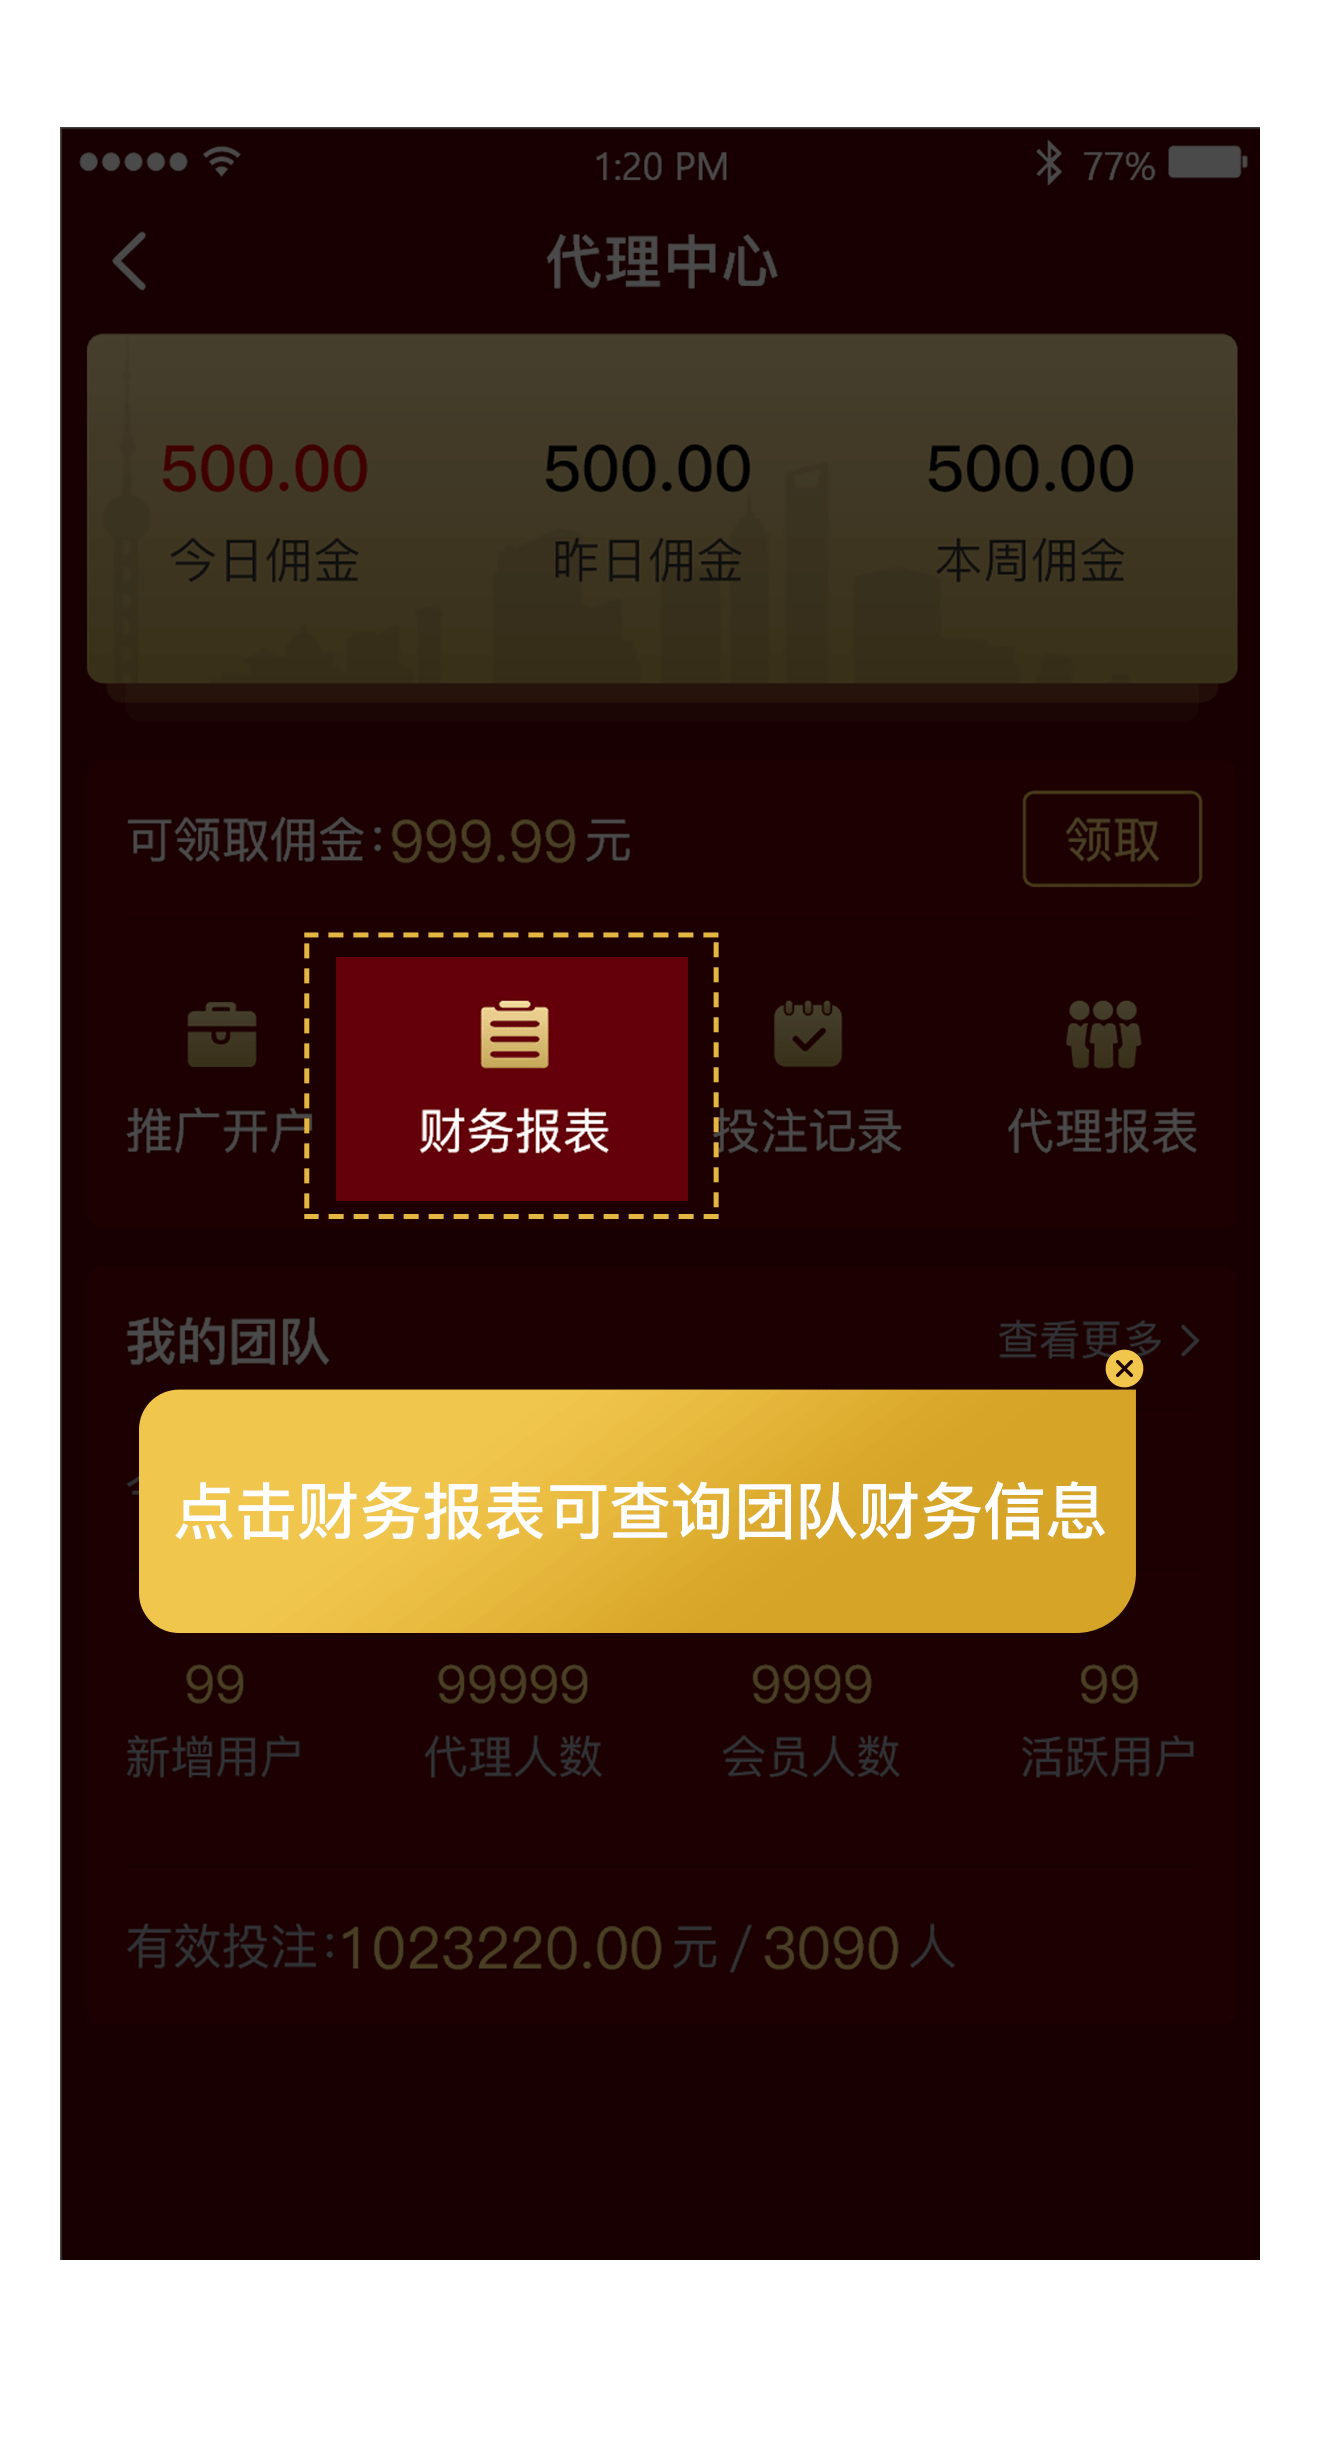 1:20 PM 77%
代理中心
500.00 500.00 500.00
今日佣金 昨日佣金 本周佣金
可领取佣金:999.99元 领取
推广开户 财务报表 投注记录 代理报表
我的团队 查看更多
点击财务报表可查询团队财务信息
99 99999 9999 99
新增用户 代理人数 会员人数 活跃用户
有效投注:1023220.00元/3090人